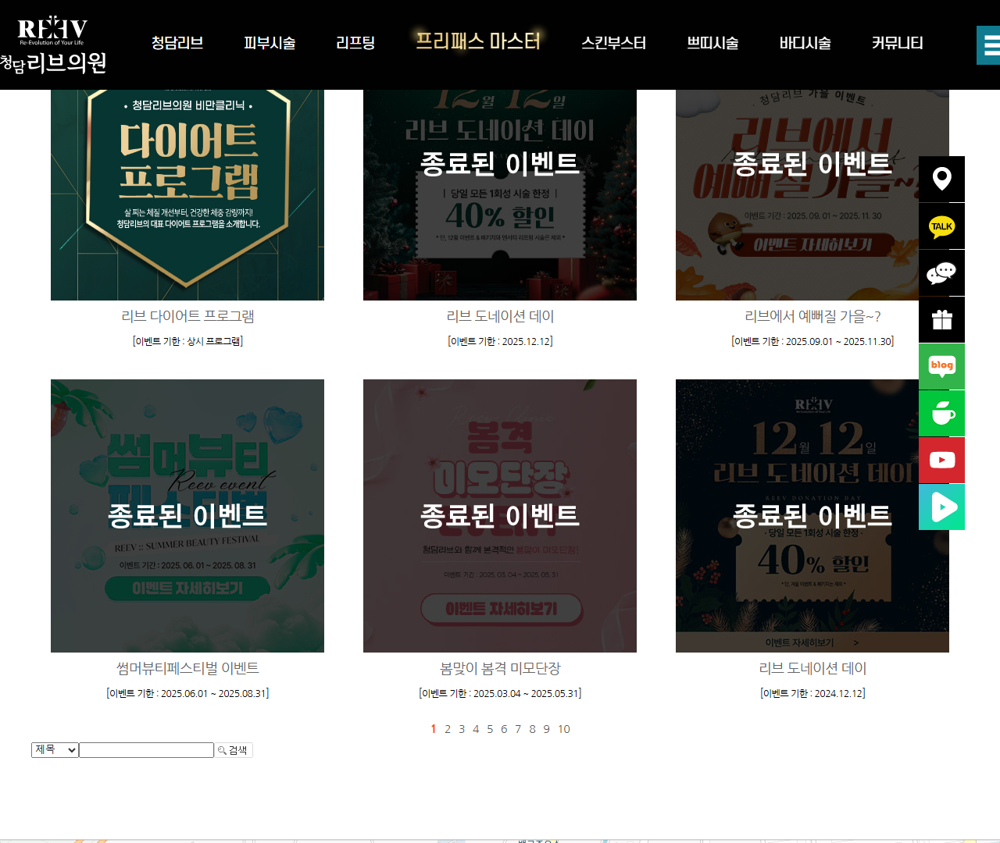 REEV
Re-Evolution of Your Life
청담리브의원
청담리브
피부시술
리프팅
프리패스 마스터
스킨부스터
쁘띠시술
바디시술
커뮤니티
• 청담리브의원 비만클리닉 •
다이어트
프로그램
살 찌는 체질 개선부터, 건강한 체중 감량까지!
청담리브의 대표 다이어트 프로그램을 소개합니다.
12월 12일
리브 도네이션 데이
종료된 이벤트
| 당일 모든 1회성 시술 한정 |
40% 할인
* 단, 12월 이벤트 & 패키지와 덴서티 리프팅 시술은 제외 *
· 청담리브 가을 이벤트 ·
리브에서
종료된 이벤트
예뻐질 가을~?
이벤트 기간 : 2025. 09. 01 ~ 2025. 11. 30
이벤트 자세히보기
리브 다이어트 프로그램
[이벤트 기한 : 상시 프로그램]
리브 도네이션 데이
[이벤트 기한 : 2025.12.12]
리브에서 예뻐질 가을~?
[이벤트 기한 : 2025.09.01 ~ 2025.11.30]
TALK
blog
썸머뷰티
Reev event
페스티벌
종료된 이벤트
REEV :: SUMMER BEAUTY FESTIVAL
이벤트 기간 : 2025. 06. 01 ~ 2025. 08. 31
이벤트 자세히보기
봄격
미모단장
종료된 이벤트
청담리브와 함께 본격적인 봄맞이 미모단장!
이벤트 기간 : 2025. 03. 04 ~ 2025. 05. 31
이벤트 자세히보기
REEV
Re-Evolution of Your Life
12월 12일
리브 도네이션 데이
REEV DONATION DAY
종료된 이벤트
· 당일 모든 1회성 시술 한정 ·
40% 할인
* 단, 겨울 이벤트 & 패키지는 제외 *
이벤트 자세히보기 >
썸머뷰티페스티벌 이벤트
[이벤트 기한 : 2025.06.01 ~ 2025.08.31]
봄맞이 봄격 미모단장
[이벤트 기한 : 2025.03.04 ~ 2025.05.31]
리브 도네이션 데이
[이벤트 기한 : 2024.12.12]
1 2 3 4 5 6 7 8 9 10
제목
검색